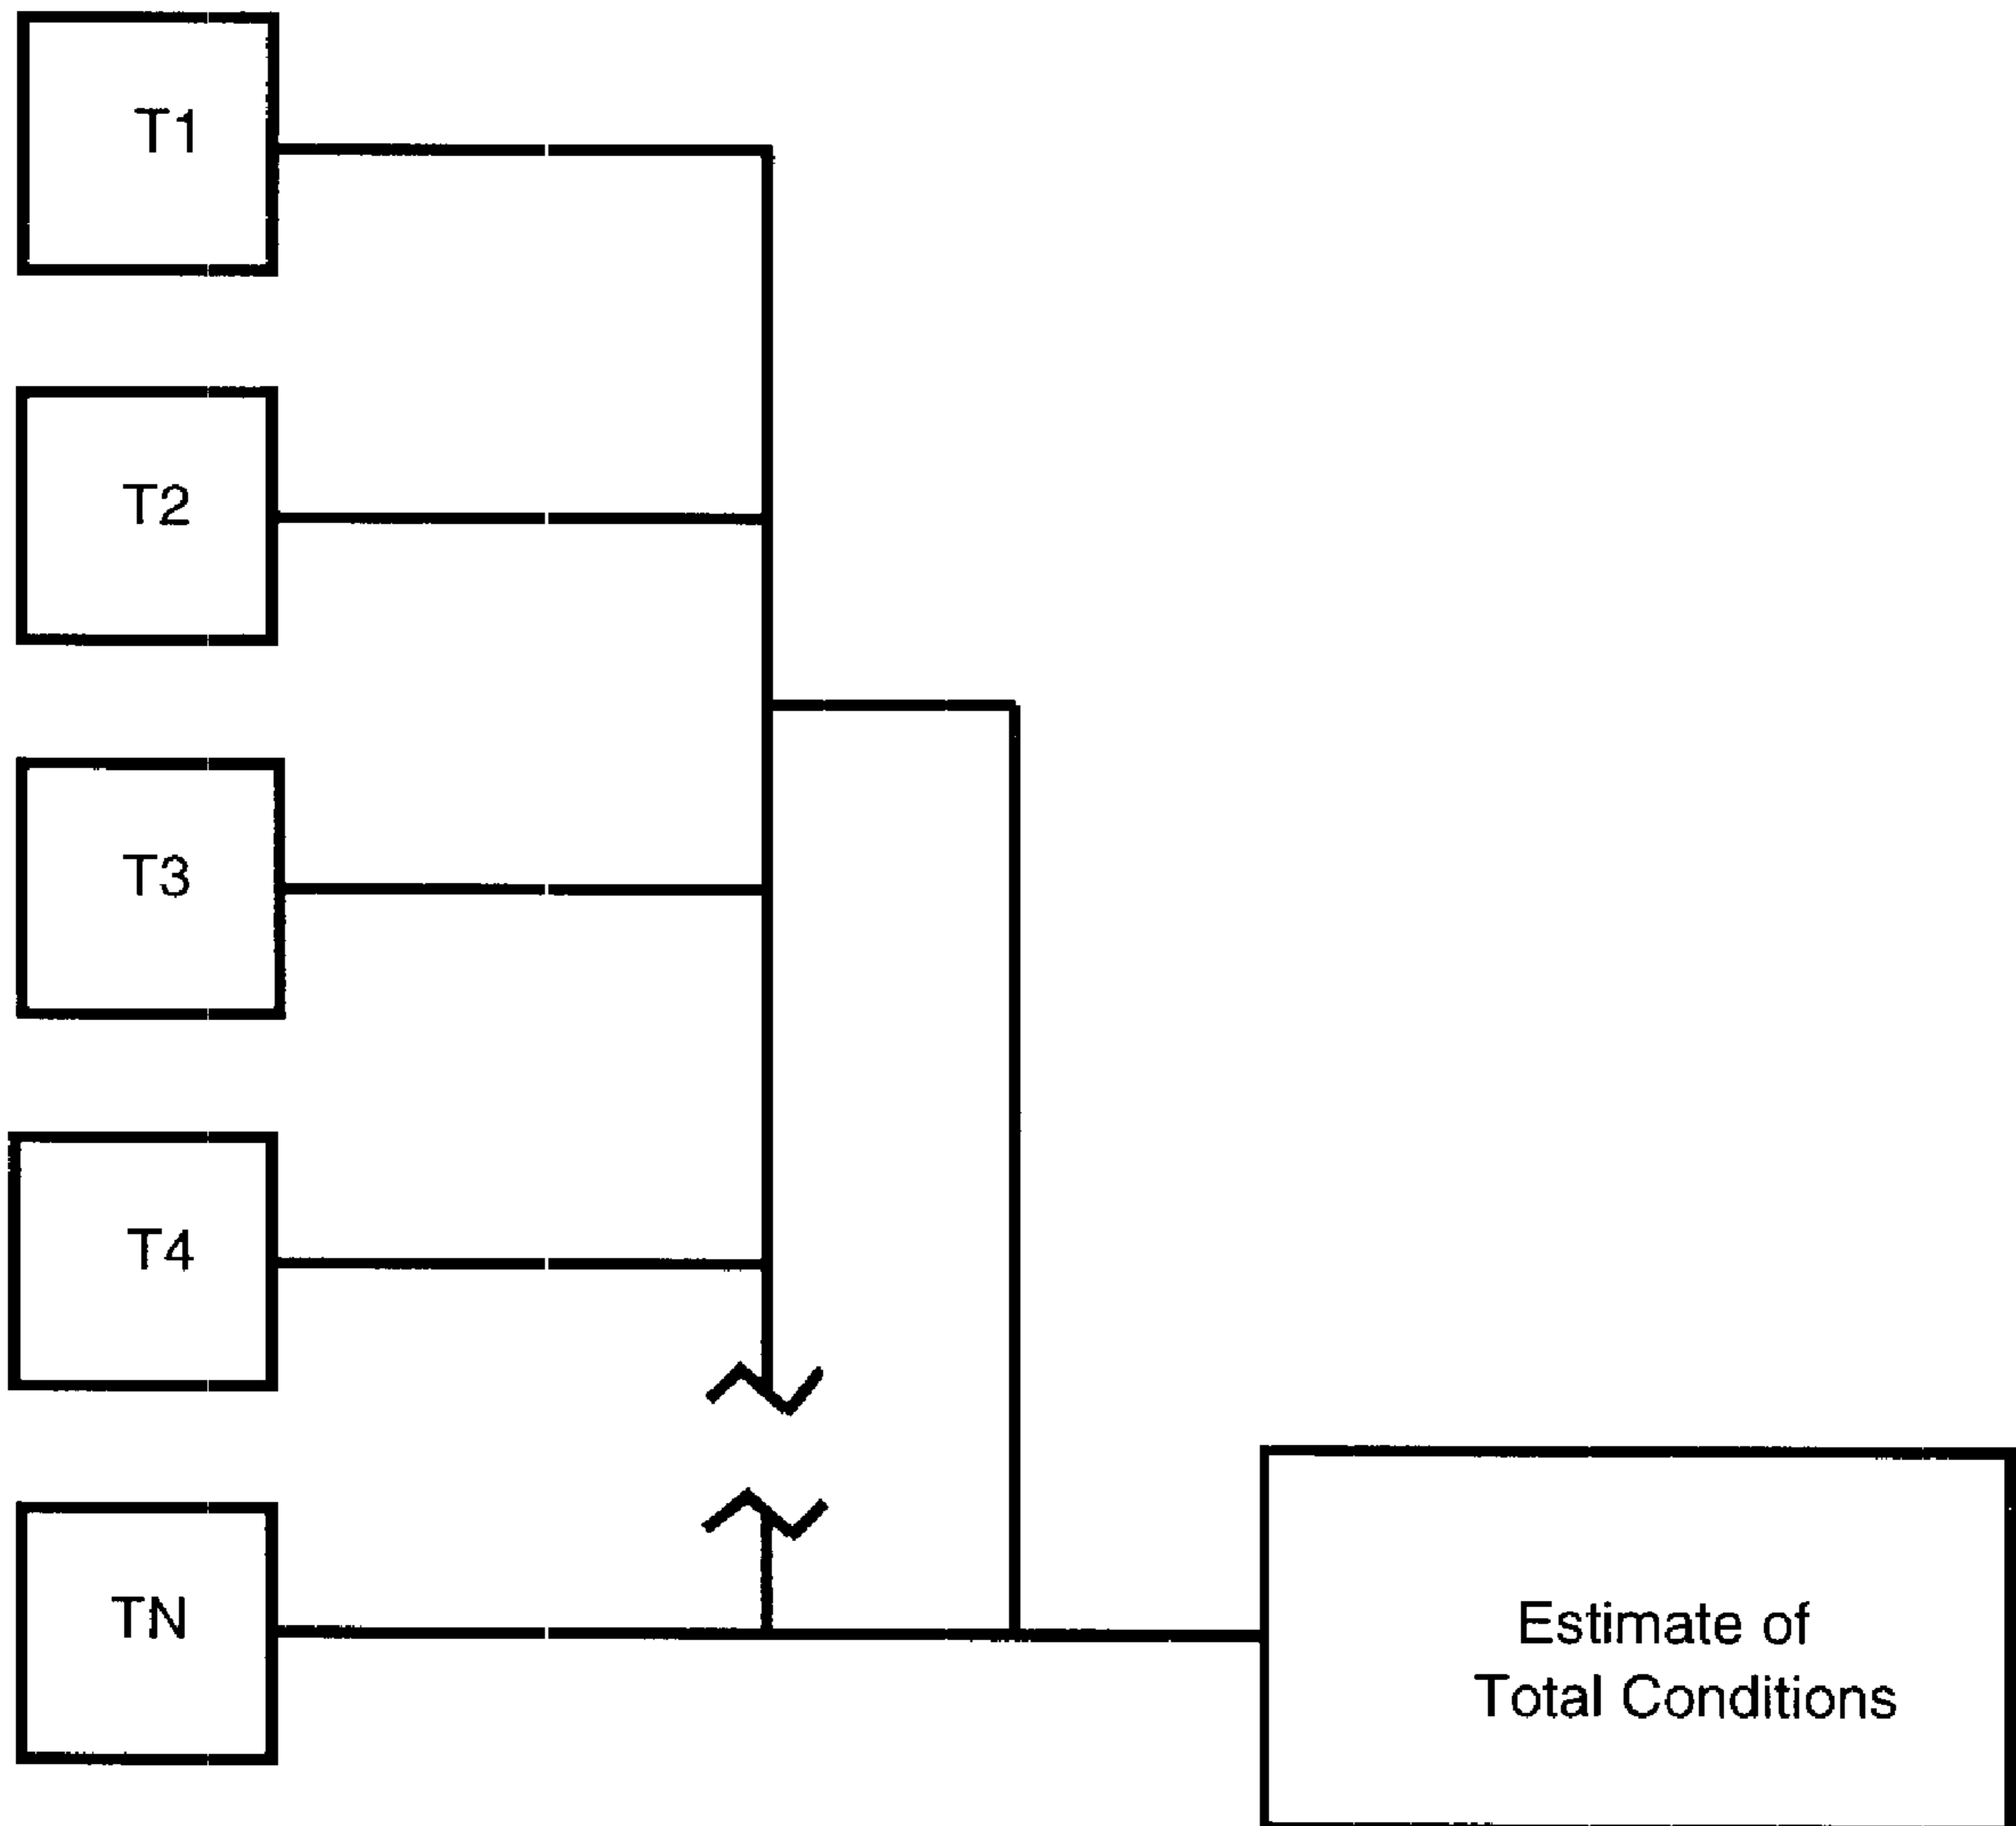 T1
T2
T3
T4
TN
Estimate of
Total Conditions